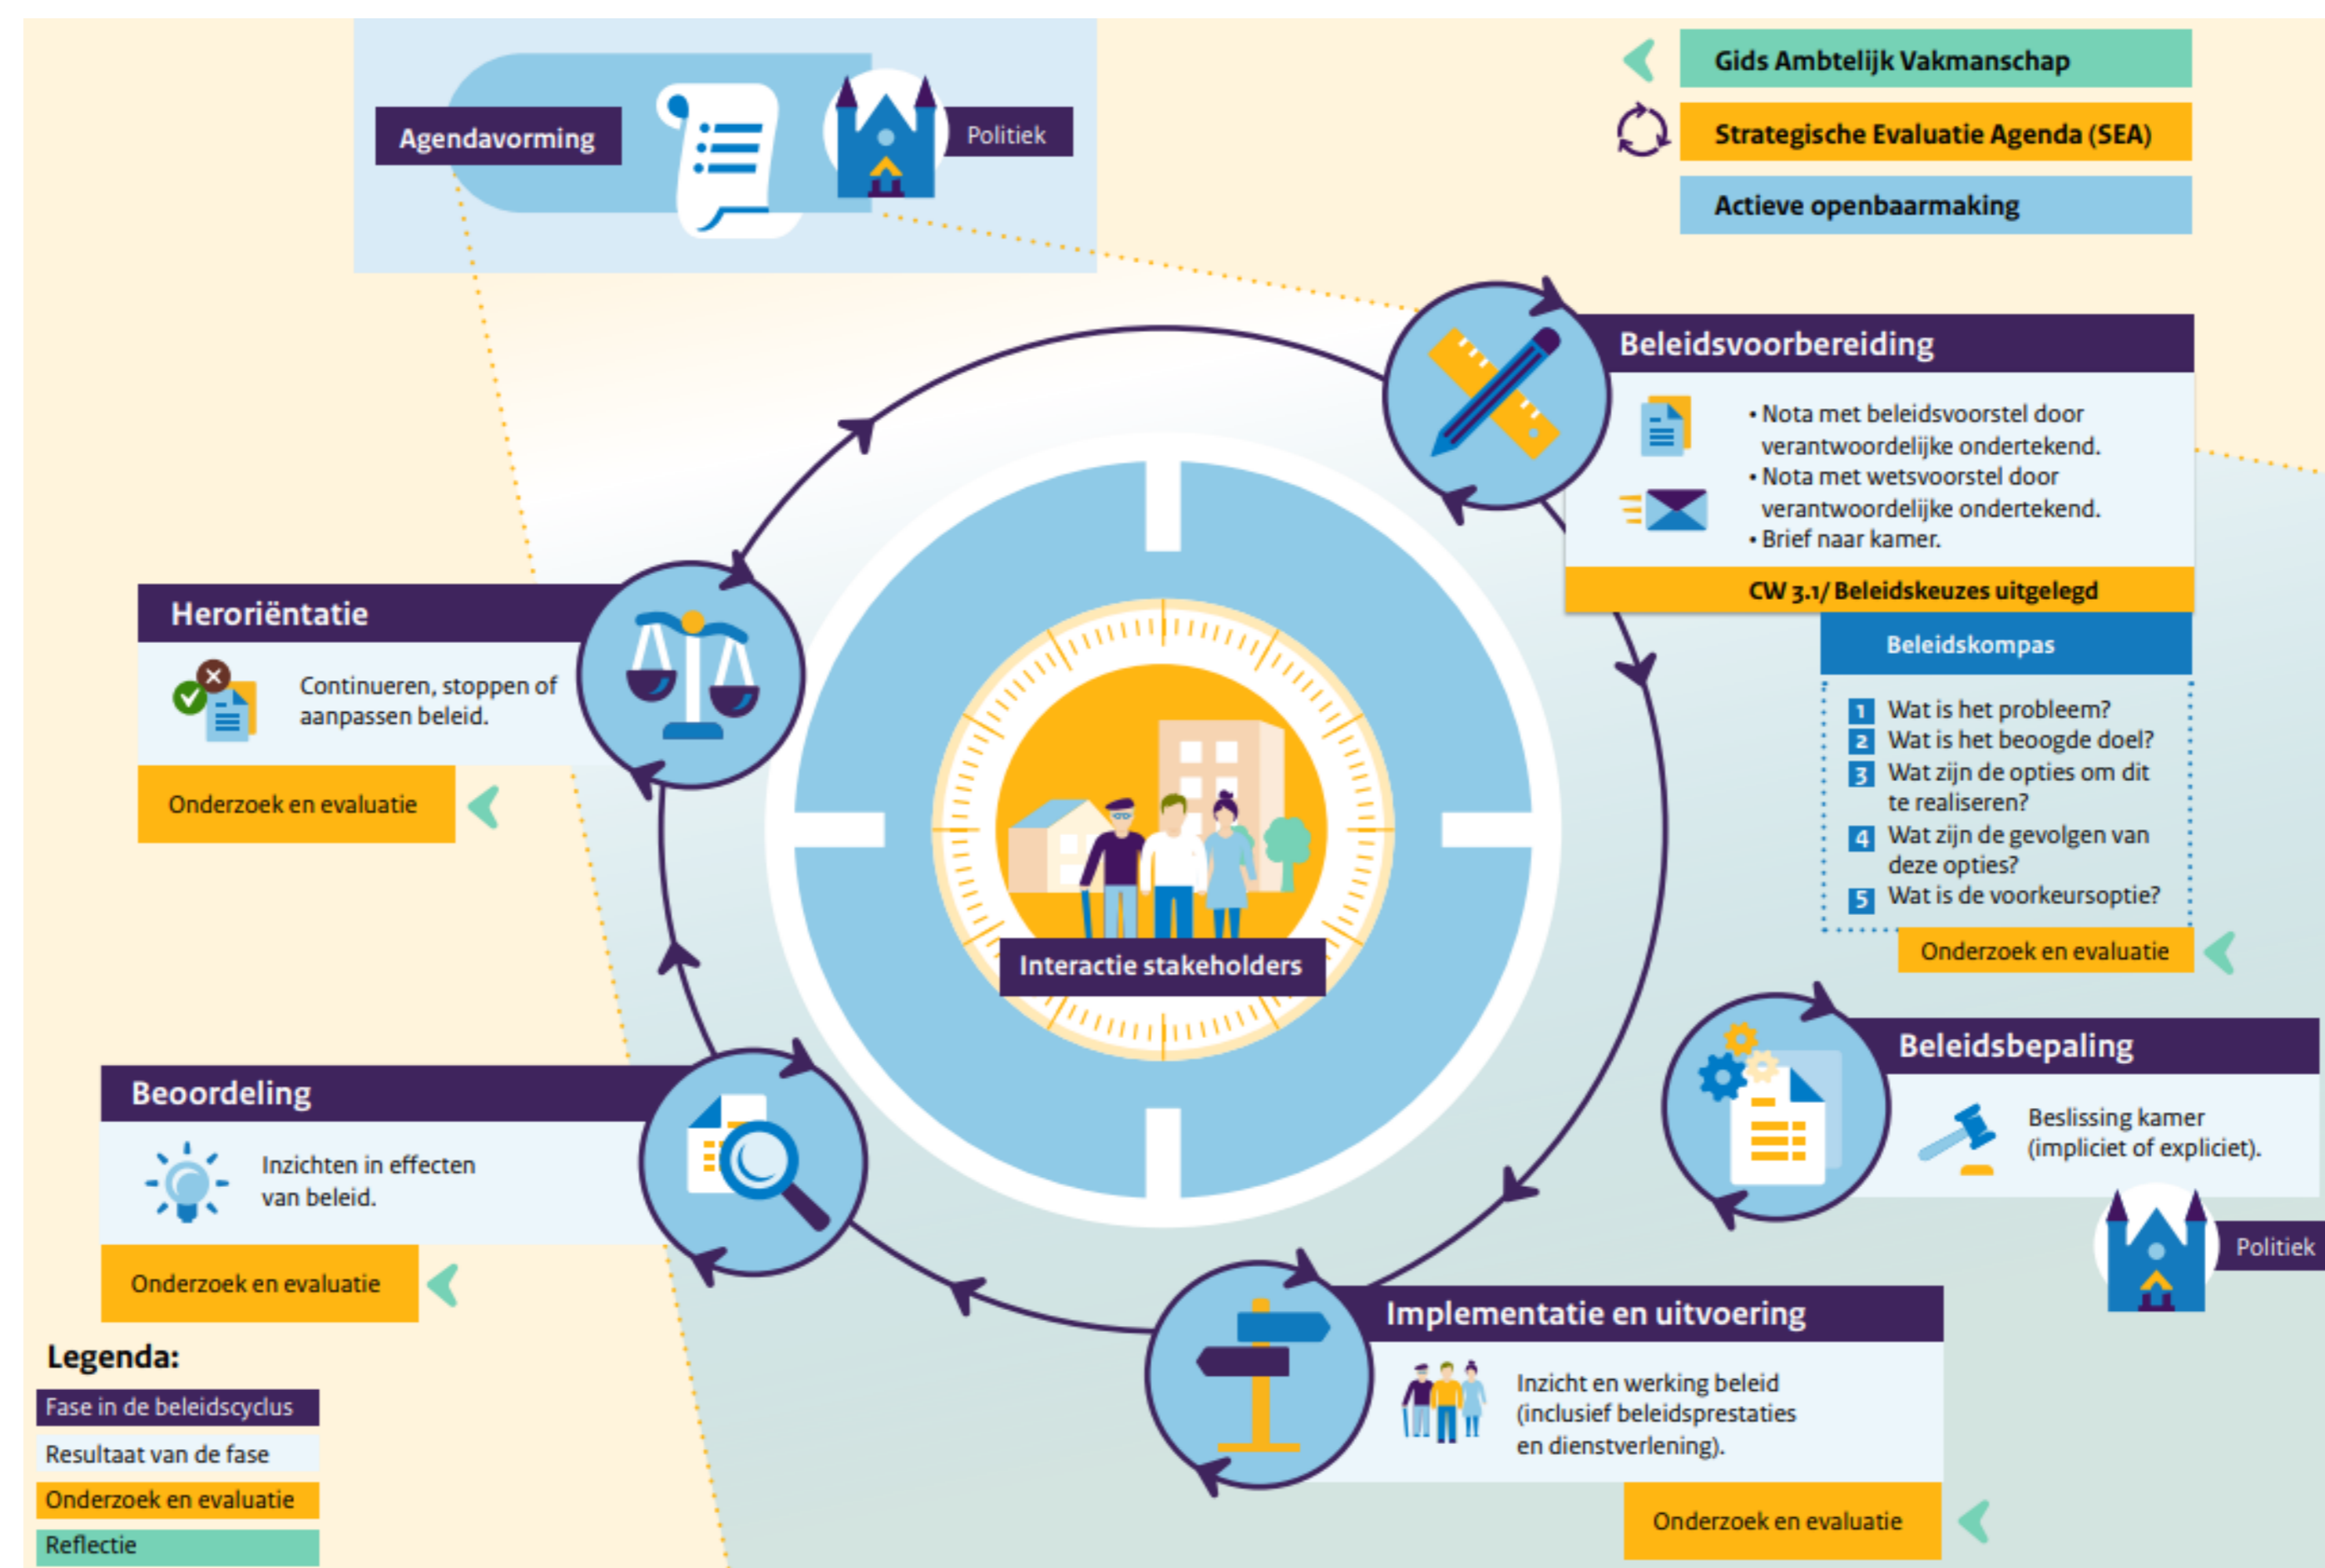 Agendavorming
Politiek
Gids Ambtelijk Vakmanschap
Strategische Evaluatie Agenda (SEA)
Actieve openbaarmaking
Beleidsvoorbereiding
• Nota met beleidsvoorstel door
verantwoordelijke ondertekend.
• Nota met wetsvoorstel door
verantwoordelijke ondertekend.
• Brief naar kamer.
CW 3.1/ Beleidskeuzes uitgelegd
Beleidskompas
1 Wat is het probleem?
2 Wat is het beoogde doel?
3 Wat zijn de opties om dit
te realiseren?
4 Wat zijn de gevolgen van
deze opties?
5 Wat is de voorkeursoptie?
Onderzoek en evaluatie
Beleidsbepaling
Beslissing kamer
(impliciet of expliciet).
Politiek
Implementatie en uitvoering
Inzicht en werking beleid
(inclusief beleidsprestaties
en dienstverlening).
Onderzoek en evaluatie
Beoordeling
Inzichten in effecten
van beleid.
Onderzoek en evaluatie
Heroriëntatie
Continueren, stoppen of
aanpassen beleid.
Onderzoek en evaluatie
Interactie stakeholders
Legenda:
Fase in de beleidscyclus
Resultaat van de fase
Onderzoek en evaluatie
Reflectie